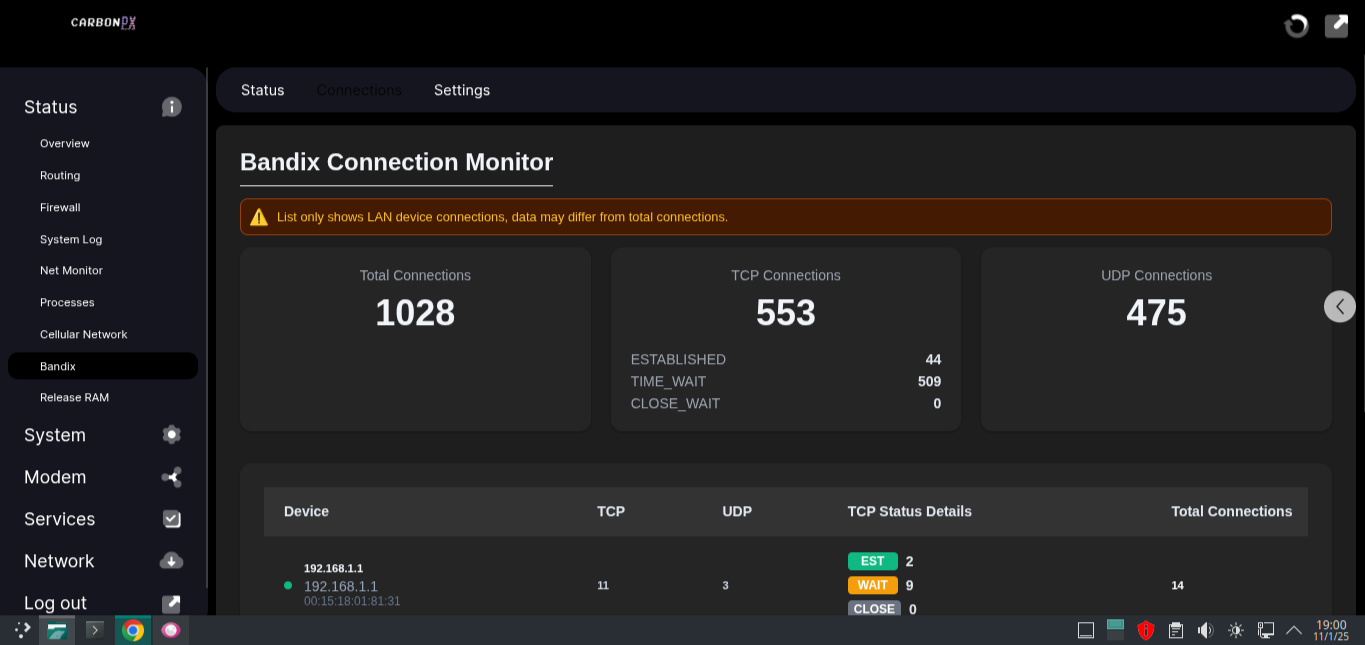 CARBONPX
Status
Connections
Settings
Status
Overview
Routing
Firewall
System Log
Net Monitor
Processes
Cellular Network
Bandix
Release RAM
System
Modem
Services
Network
Log out
Bandix Connection Monitor
List only shows LAN device connections, data may differ from total connections.
Total Connections
1028
TCP Connections
553
ESTABLISHED 44
TIME_WAIT 509
CLOSE_WAIT 0
UDP Connections
475
Device TCP UDP TCP Status Details Total Connections
192.168.1.1
192.168.1.1
00:15:18:01:81:31
11
3
EST 2
WAIT 9
CLOSE 0
14
19:00
11/1/25